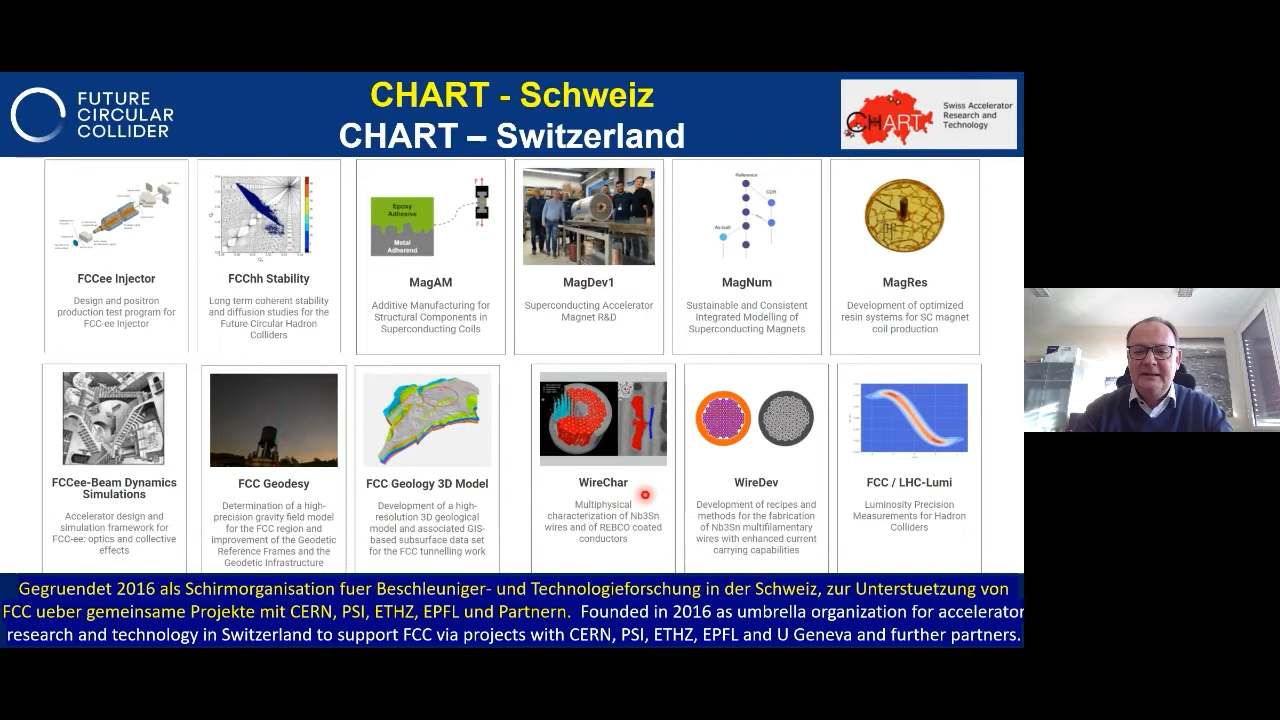 FUTURE
CIRCULAR
COLLIDER
CHART - Schweiz
CHART – Switzerland
CHART
Swiss Accelerator
Research and
Technology
FCCee Injector
Design and positron
production test program for
FCC-ee Injector
FCChh Stability
Long term coherent stability
and diffusion studies for the
Future Circular Hadron
Colliders
Epoxy
Adhesive
Metal
Adherend
MagAM
Additive Manufacturing for
Structural Components in
Superconducting Coils
MagDev1
Superconducting Accelerator
Magnet R&D
CDR
As-built
MagNum
Sustainable and Consistent
Integrated Modelling of
Superconducting Magnets
MagRes
Development of optimized
resin systems for SC magnet
coil production
FCCee-Beam Dynamics
Simulations
Accelerator design and
simulation framework for
FCC-ee: optics and collective
effects
FCC Geodesy
Determination of a high-
precision gravity field model
for the FCC region and
improvement of the Geodetic
Reference Frames and the
Geodetic Infrastructure
FCC Geology 3D Model
Development of a high-
resolution 3D geological
model and associated GIS-
based subsurface data set
for the FCC tunnelling work
WireChar
Multiphysical
characterization of Nb3Sn
wires and of REBCO coated
conductors
WireDev
Development of recipes and
methods for the fabrication
of Nb3Sn multifilamentary
wires with enhanced current
carrying capabilities
FCC / LHC-Lumi
Luminosity Precision
Measurements for Hadron
Colliders
Gegruendet 2016 als Schirmorganisation fuer Beschleuniger- und Technologieforschung in der Schweiz, zur Unterstuetzung von
FCC ueber gemeinsame Projekte mit CERN, PSI, ETHZ, EPFL und Partnern. Founded in 2016 as umbrella organization for accelerator
research and technology in Switzerland to support FCC via projects with CERN, PSI, ETHZ, EPFL and U Geneva and further partners.